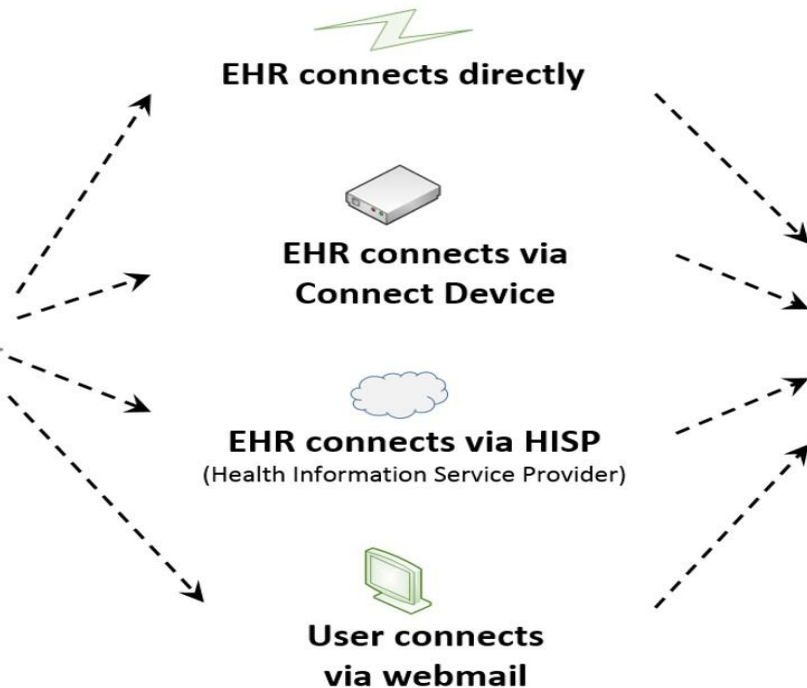 EHR connects directly
EHR connects via
Connect Device
EHR connects via HISP
(Health Information Service Provider)
User connects
via webmail